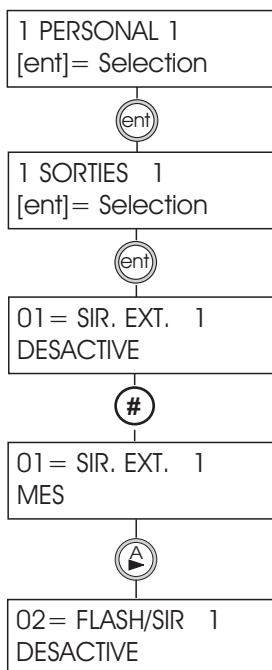 1 PERSONAL 1
[ent]= Selection
ent
1 SORTIES 1
[ent]= Selection
ent
01= SIR. EXT. 1
DESACTIVE
#
01= SIR. EXT. 1
MES
A
02= FLASH/SIR 1
DESACTIVE